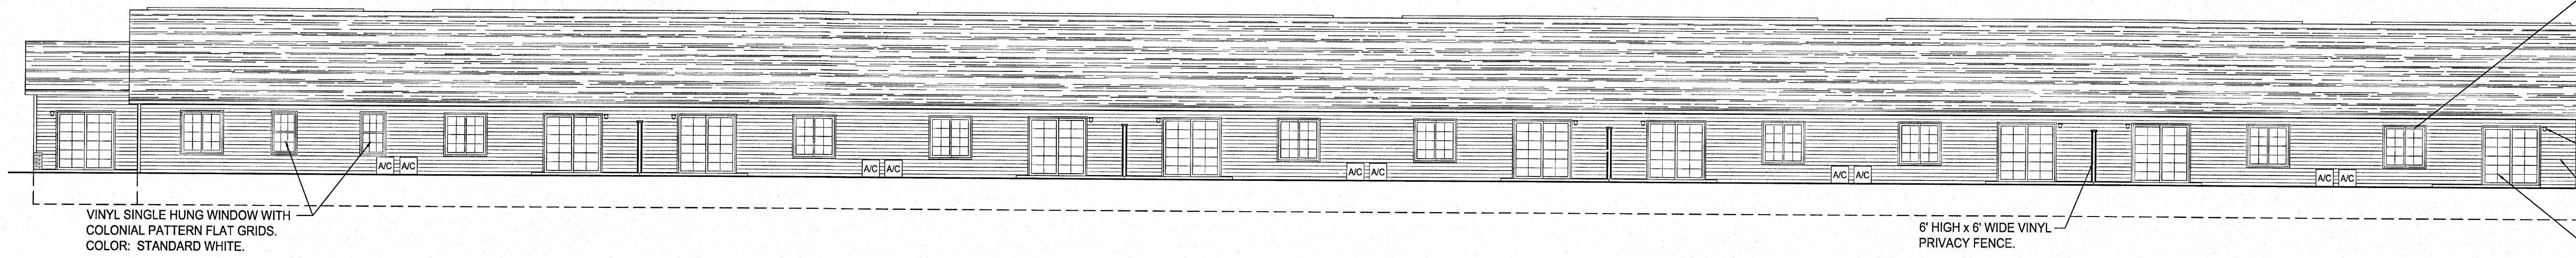 A/C A/C
A/C A/C
A/C A/C
A/C A/C
A/C A/C
VINYL SINGLE HUNG WINDOW WITH
COLONIAL PATTERN FLAT GRIDS.
COLOR: STANDARD WHITE.
6' HIGH x 6' WIDE VINYL
PRIVACY FENCE.